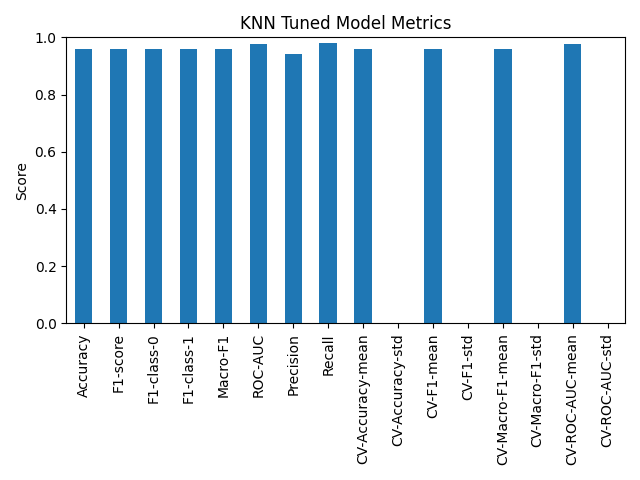 KNN Tuned Model Metrics
Score
1.0
0.8
0.6
0.4
0.2
0.0
Accuracy
F1-score
F1-class-0
F1-class-1
Macro-F1
ROC-AUC
Precision
Recall
CV-Accuracy-mean
CV-Accuracy-std
CV-F1-mean
CV-F1-std
CV-Macro-F1-mean
CV-Macro-F1-std
CV-ROC-AUC-mean
CV-ROC-AUC-std